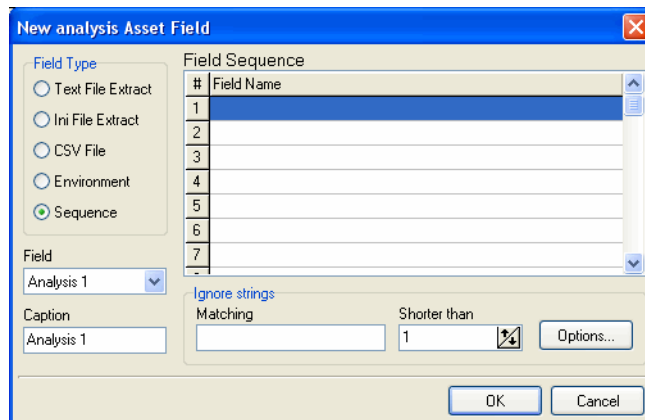 New analysis Asset Field
Field Type
Text File Extract
Ini File Extract
CSV File
Environment
Sequence
Field
Analysis 1
Caption
Analysis 1
Field Sequence
# Field Name
1
2
3
4
5
6
7
Ignore strings
Matching
Shorter than
1
Options...
OK Cancel